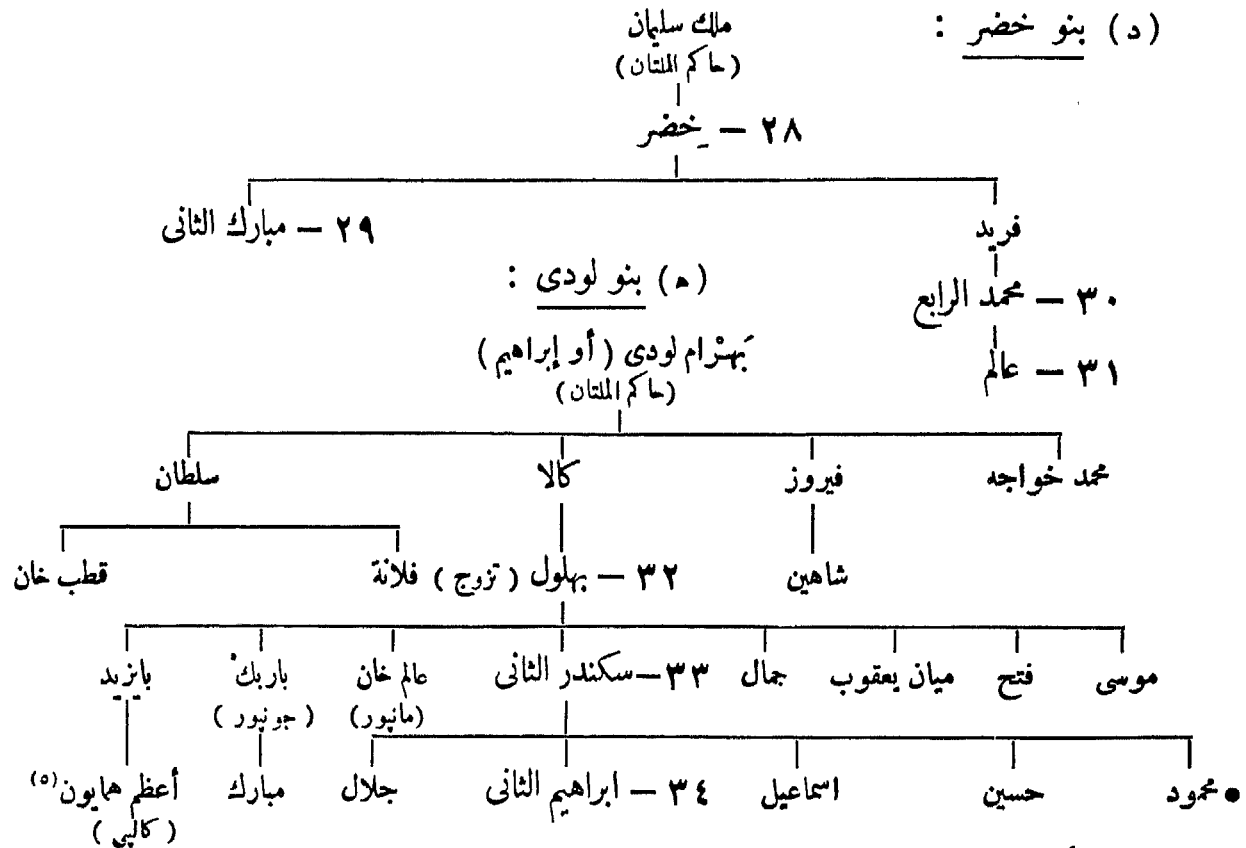 (د) بنو خضر :
ملك سليمان
(حاكم الملتان)
٢٨ — خِضر
فريد
٢٩ — مبارك الثانى
٣٠ — محمد الرابع
٣١ — عالم
(ه) بنو لودى :
بَهْرام لودى (أو إبراهيم)
(حاكم الملتان)
محمد خواجه
فيروز
كالا
سلطان
شاهين
٣٢ — بهلول (تزوج) فلانة
قطب خان
موسى
فتح
ميان يعقوب
جمال
٣٣ — سكندر الثانى
عالم خان
(مانپور)
باربك
(جونپور)
بايزيد
• محمود
حسين
اسماعيل
٣٤ — ابراهيم الثانى
جلال
مبارك
أعظم همايون (٥)
(كالپى)